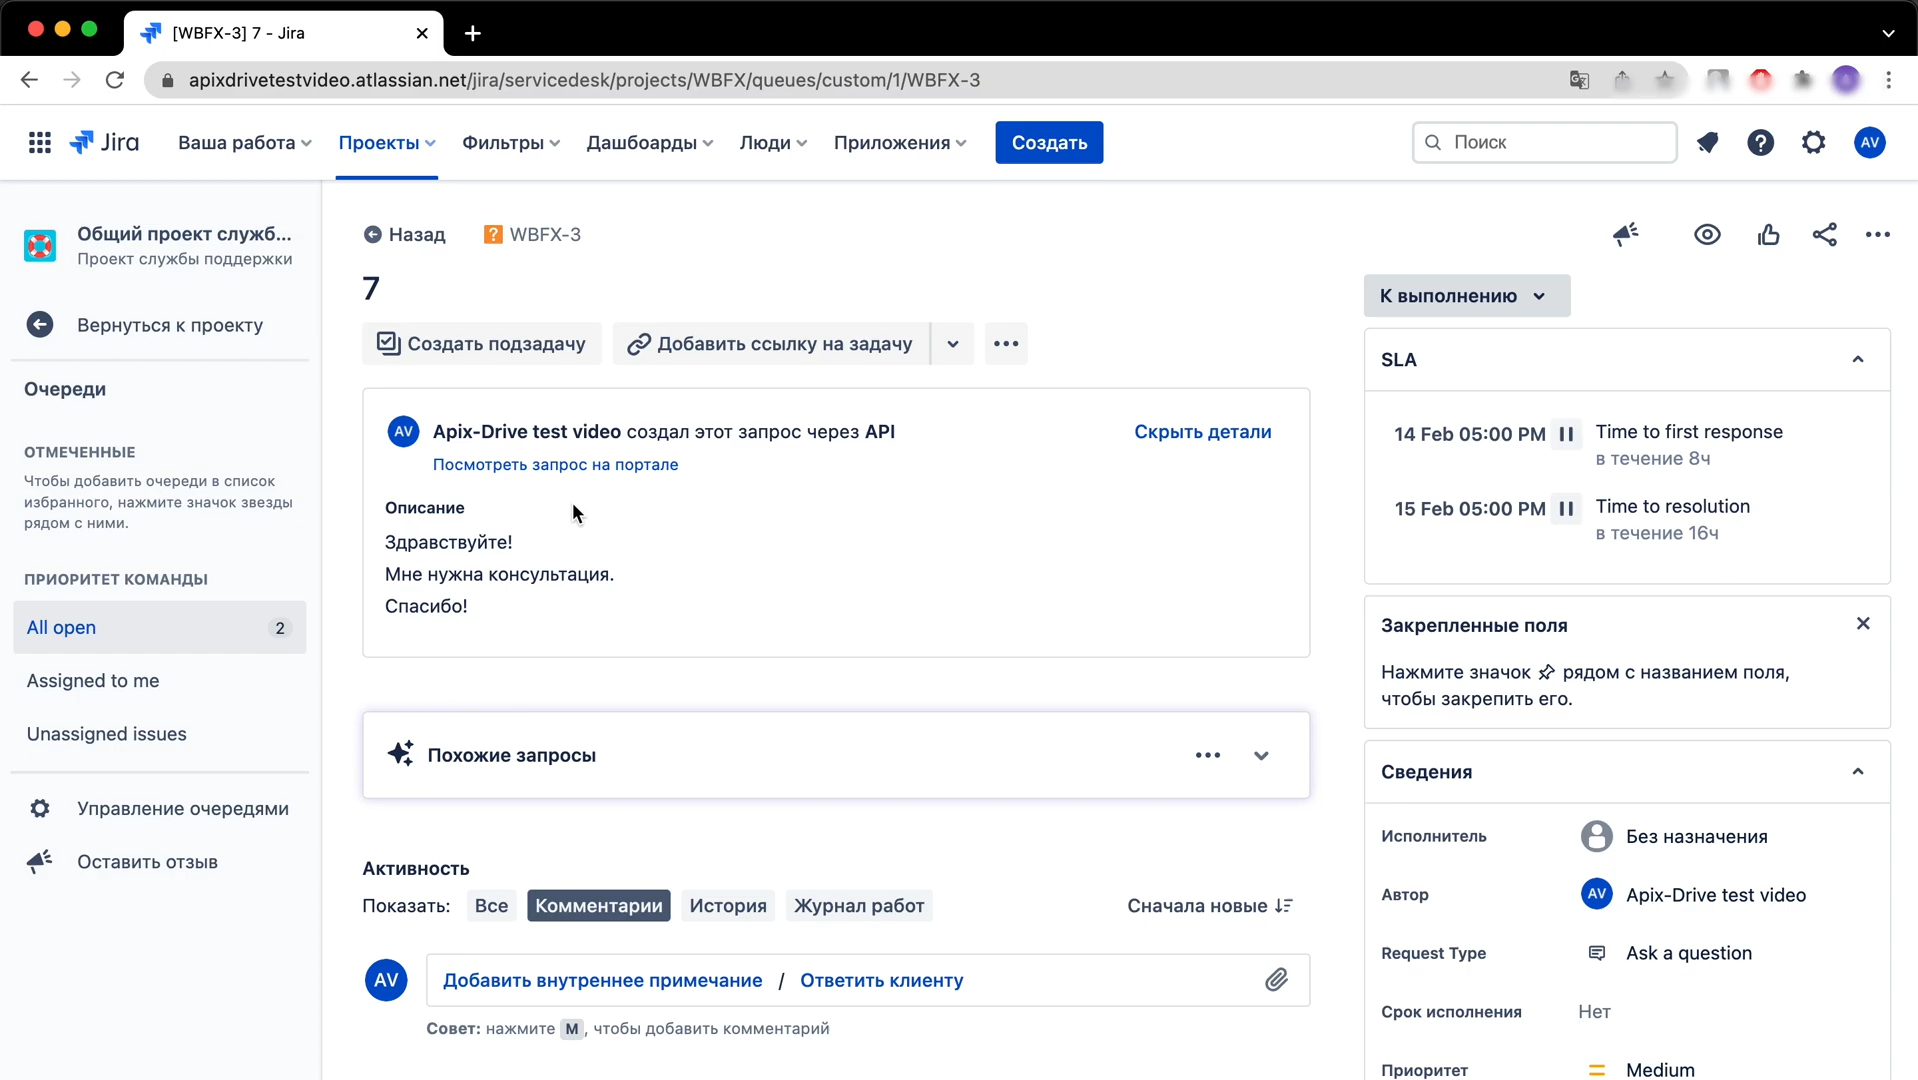 [WBFX-3] 7 - Jira
apixdrivetestvideo.atlassian.net/jira/servicedesk/projects/WBFX/queues/custom/1/WBFX-3
Jira
Ваша работа
Проекты
Фильтры
Дашбоарды
Люди
Приложения
Создать
Поиск
AV
Общий проект служб...
Проект службы поддержки
Вернуться к проекту
Очереди
ОТМЕЧЕННЫЕ
Чтобы добавить очереди в список
избранного, нажмите значок звезды
рядом с ними.
ПРИОРИТЕТ КОМАНДЫ
All open 2
Assigned to me
Unassigned issues
Управление очередями
Оставить отзыв
Назад
WBFX-3
7
Создать подзадачу
Добавить ссылку на задачу
AV Apix-Drive test video создал этот запрос через API
Скрыть детали
Посмотреть запрос на портале
Описание
Здравствуйте!
Мне нужна консультация.
Спасибо!
Похожие запросы
Активность
Показать: Все Комментарии История Журнал работ
Сначала новые
AV
Добавить внутреннее примечание / Ответить клиенту
Совет: нажмите M, чтобы добавить комментарий
К выполнению
SLA
14 Feb 05:00 PM Time to first response
в течение 8ч
15 Feb 05:00 PM Time to resolution
в течение 16ч
Закрепленные поля
Нажмите значок рядом с названием поля,
чтобы закрепить его.
Сведения
Исполнитель Без назначения
Автор AV Apix-Drive test video
Request Type Ask a question
Срок исполнения Нет
Приоритет Medium